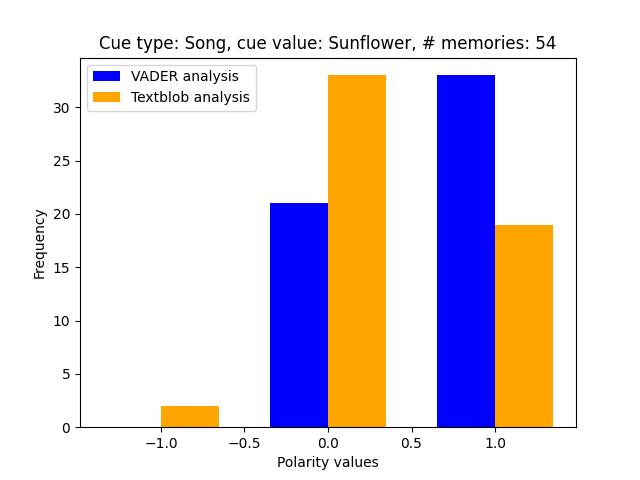 Cue type: Song, cue value: Sunflower, # memories: 54
VADER analysis
Textblob analysis
Frequency
30
25
20
15
10
5
0
−1.0 −0.5 0.0 0.5 1.0
Polarity values